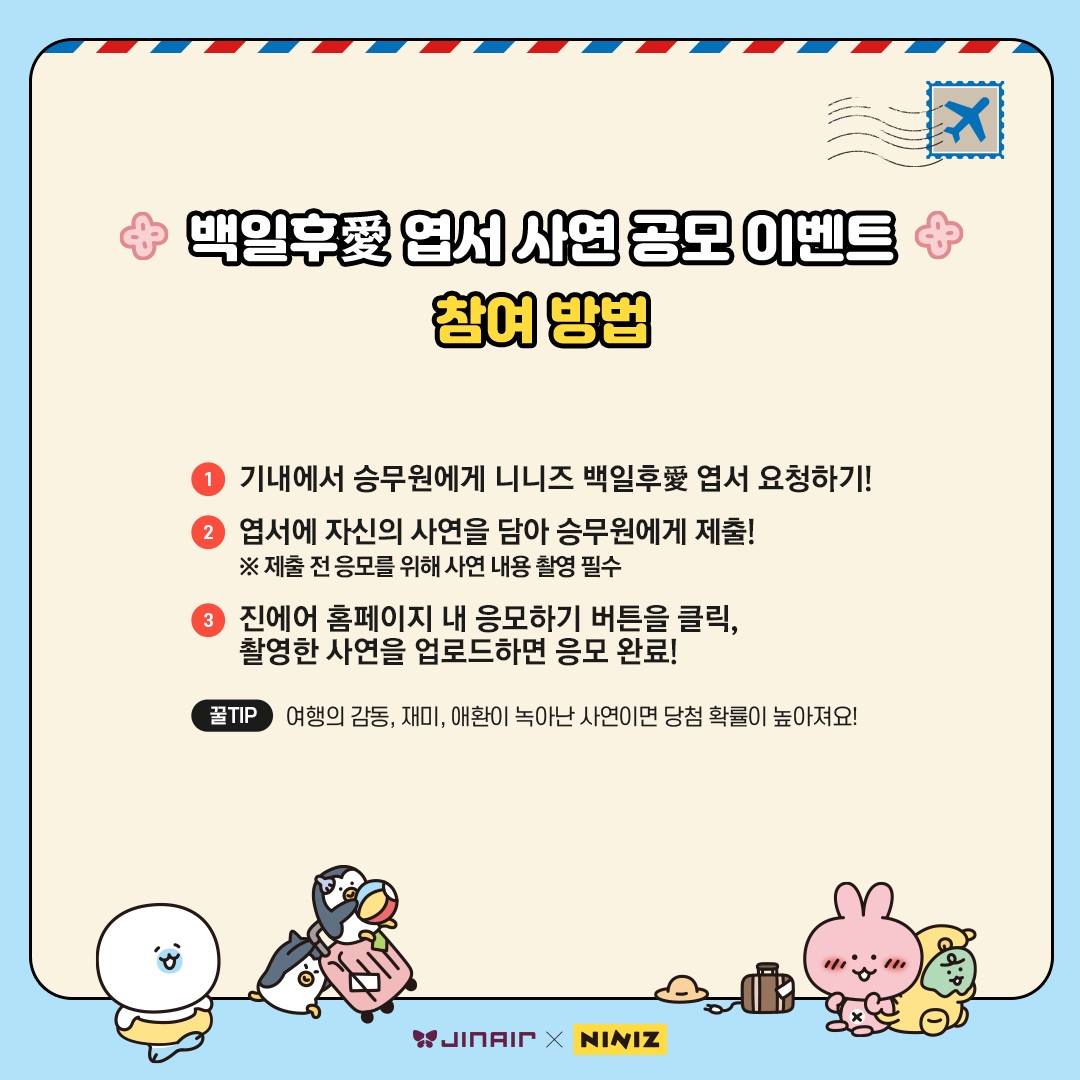 백일후愛 엽서 사연 공모 이벤트
참여 방법
1 기내에서 승무원에게 니니즈 백일후愛 엽서 요청하기!
2 엽서에 자신의 사연을 담아 승무원에게 제출!
※ 제출 전 응모를 위해 사연 내용 촬영 필수
3 진에어 홈페이지 내 응모하기 버튼을 클릭,
촬영한 사연을 업로드하면 응모 완료!
꿀TIP 여행의 감동, 재미, 애환이 녹아난 사연이면 당첨 확률이 높아져요!
JINAIR × NINIZ